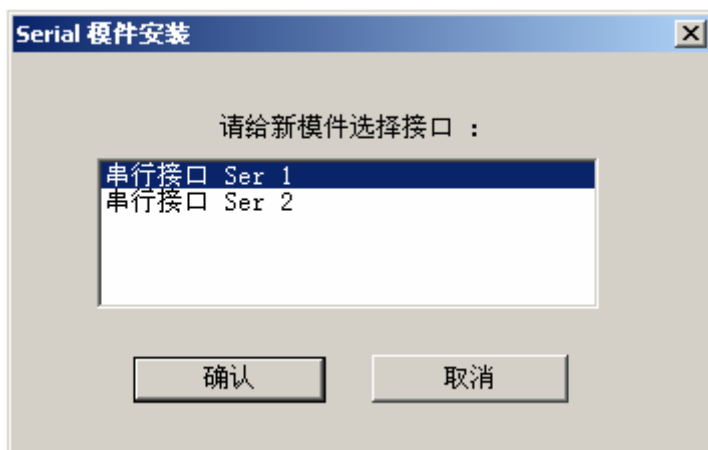 Serial 模件安装
请给新模件选择接口 :
串行接口 Ser 1
串行接口 Ser 2
确认 取消